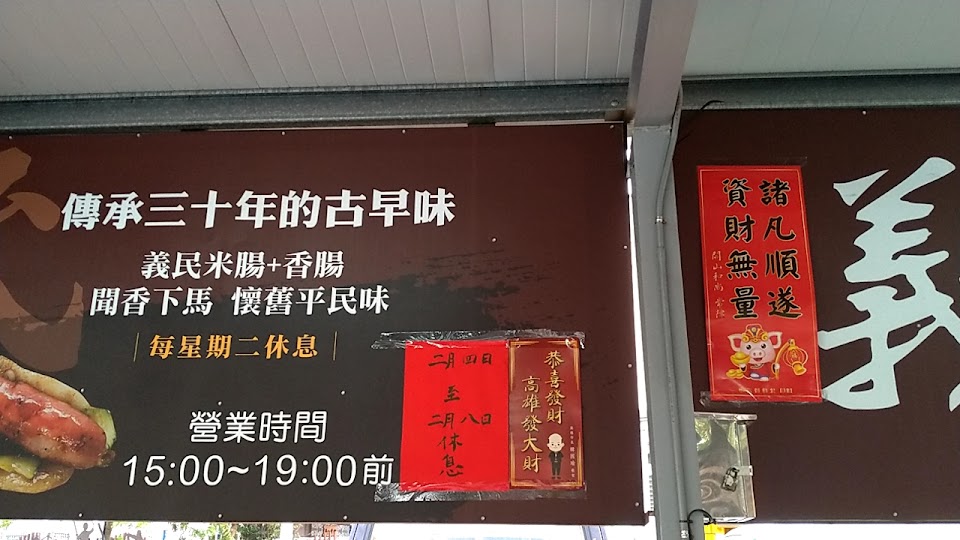 傳承三十年的古早味
義民米腸+香腸
聞香下馬 懷舊平民味
每星期二休息
營業時間
15:00~19:00前
二月四日
至
二月八日
休息
恭喜發財
高雄發大財
諸凡順遂
資財無量
義